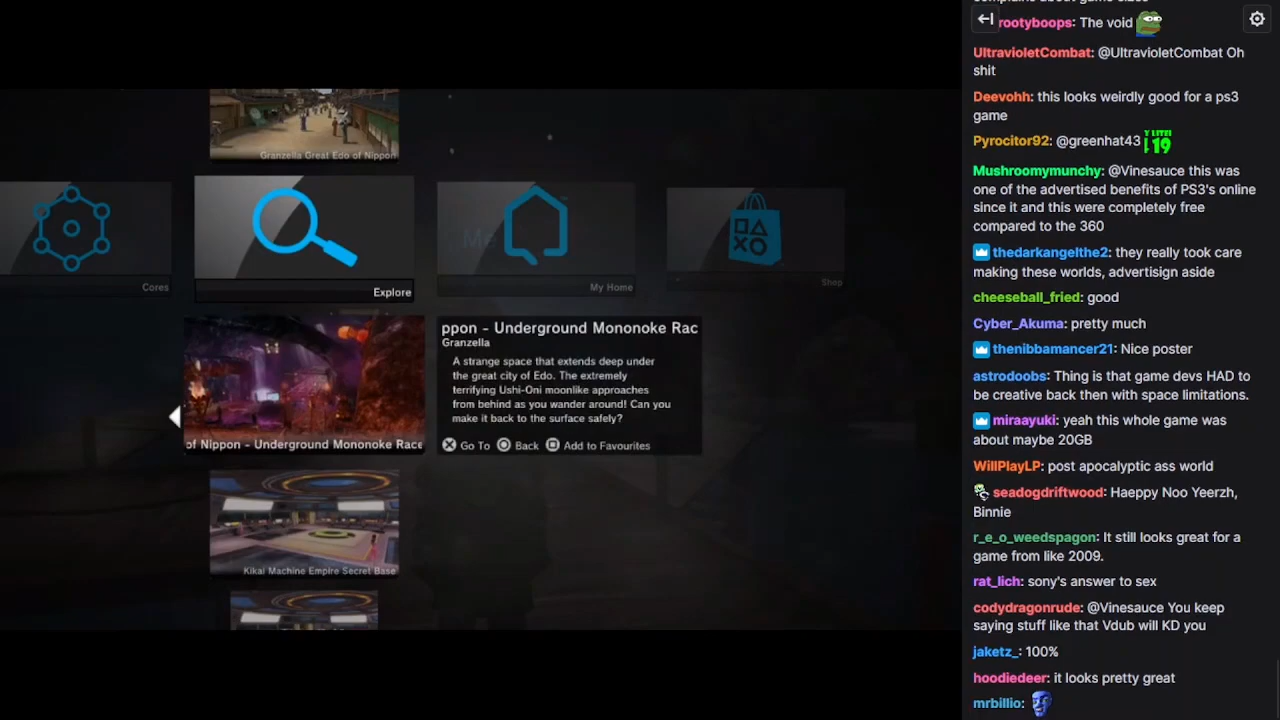 Granzella Great Edo of Nippon
Cores
Explore
My Home
Shop
of Nippon - Underground Mononoke Race
ppon - Underground Mononoke Rac
Granzella
A strange space that extends deep under
the great city of Edo. The extremely
terrifying Ushi-Oni moonlike approaches
from behind as you wander around! Can you
make it back to the surface safely?
Go To Back Add to Favourites
Kikai Machine Empire Secret Base
rootyboops: The void
UltravioletCombat: @UltravioletCombat Oh
shit
Deevohh: this looks weirdly good for a ps3
game
Pyrocitor92: @greenhat43 19
Mushroomymunchy: @Vinesauce this was
one of the advertised benefits of PS3's online
since it and this were completely free
compared to the 360
thedarkangelthe2: they really took care
making these worlds, advertisign aside
cheeseball_fried: good
Cyber_Akuma: pretty much
thenibbamancer21: Nice poster
astrodoobs: Thing is that game devs HAD to
be creative back then with space limitations.
miraayuki: yeah this whole game was
about maybe 20GB
WillPlayLP: post apocalyptic ass world
seadogdriftwood: Haeppy Noo Yeerzh,
Binnie
r_e_o_weedspagon: It still looks great for a
game from like 2009.
rat_lich: sony's answer to sex
codydragonrude: @Vinesauce You keep
saying stuff like that Vdub will KD you
jaketz_: 100%
hoodiedeer: it looks pretty great
mrbillio: